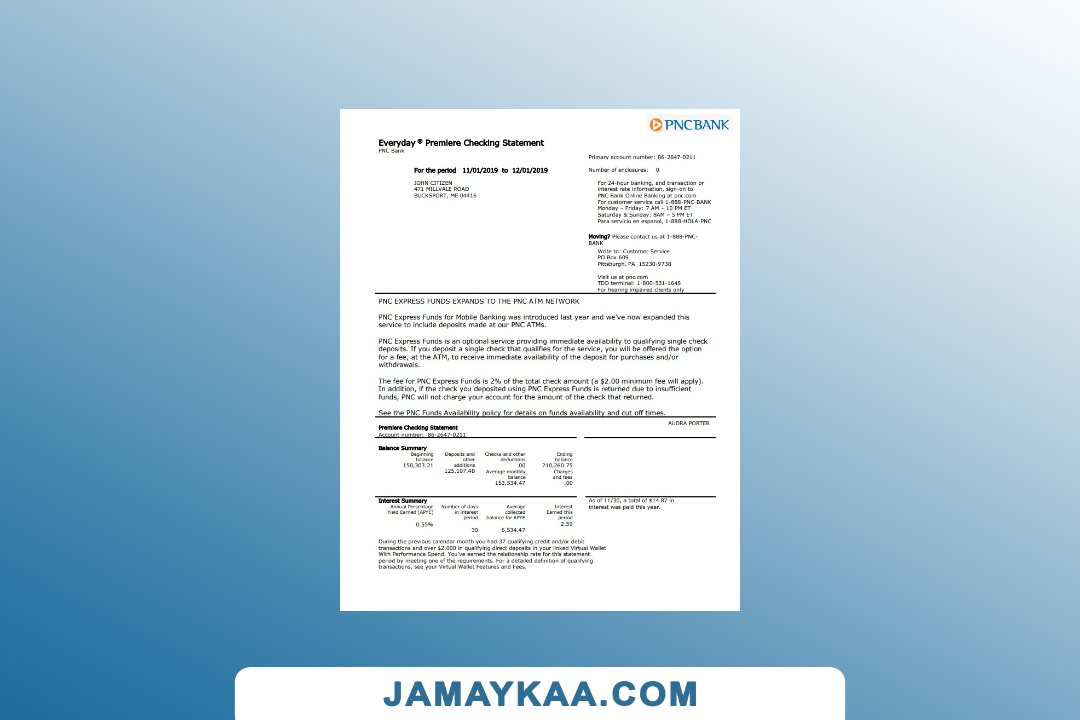 PNCBANK
Everyday ® Premiere Checking Statement
PNC Bank
For the period 11/01/2019 to 12/01/2019
JOHN CITIZEN
471 MILLVALE ROAD
BUCKSPORT, ME 04416
Primary account number: 86-2647-0211
Number of enclosures: 0
For 24-hour banking, and transaction or
interest rate information, sign-on to
PNC Bank Online Banking at pnc.com
For customer service call 1-888-PNC-BANK
Monday – Friday: 7 AM – 10 PM ET
Saturday & Sunday: 8AM – 5 PM ET
Para servicio en espanol, 1-888-HOLA-PNC
Moving? Please contact us at 1-888-PNC-
BANK
Write to: Customer Service
PO Box 609
Pittsburgh, PA 15230-9738
Visit us at pnc.com
TDD terminal: 1-800-531-1648
For hearing impaired clients only
PNC EXPRESS FUNDS EXPANDS TO THE PNC ATM NETWORK
PNC Express Funds for Mobile Banking was introduced last year and we've now expanded this
service to include deposits made at our PNC ATMs.
PNC Express Funds is an optional service providing immediate availability to qualifying single check
deposits. If you deposit a single check that qualifies for the service, you will be offered the option
for a fee, at the ATM, to receive immediate availability of the deposit for purchases and/or
withdrawals.
The fee for PNC Express Funds is 2% of the total check amount (a $2.00 minimum fee will apply).
In addition, if the check you deposited using PNC Express Funds is returned due to insufficient
funds, PNC will not charge your account for the amount of the check that returned.
See the PNC Funds Availability policy for details on funds availability and cut off times.
Premiere Checking Statement
Account number: 86-2647-0211
AUDRA PORTER
Balance Summary
Beginning balance
150,303.21
Deposits and other additions
125,107.48
Checks and other deductions
.00
Average monthly balance
153,534.47
Ending balance
210,260.75
Charges and fees
.00
Interest Summary
Annual Percentage Yield Earned (APYE)
0.55%
Number of days in interest period
30
Average collected balance for APYE
6,534.47
Interest Earned this period
2.59
As of 11/30, a total of $14.87 in
interest was paid this year.
During the previous calendar month you had 37 qualifying credit and/or debit
transactions and over $2.000 in qualifying direct deposits in your linked Virtual Wallet
With Performance Spend. You've earned the relationship rate for this statement
period by meeting one of the requirements. For a detailed definition of qualifying
transactions, see your Virtual Wallet Features and Fees.
JAMAYKAA.COM